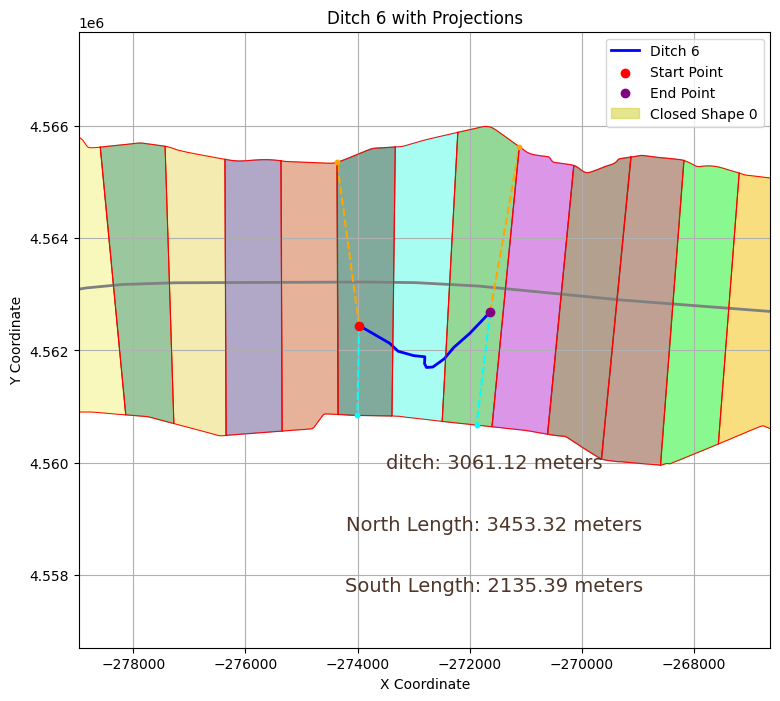 Ditch 6 with Projections
1e6
Ditch 6
Start Point
End Point
Closed Shape 0
4.566
4.564
4.562
4.560
4.558
Y Coordinate
ditch: 3061.12 meters
North Length: 3453.32 meters
South Length: 2135.39 meters
−278000 −276000 −274000 −272000 −270000 −268000
X Coordinate